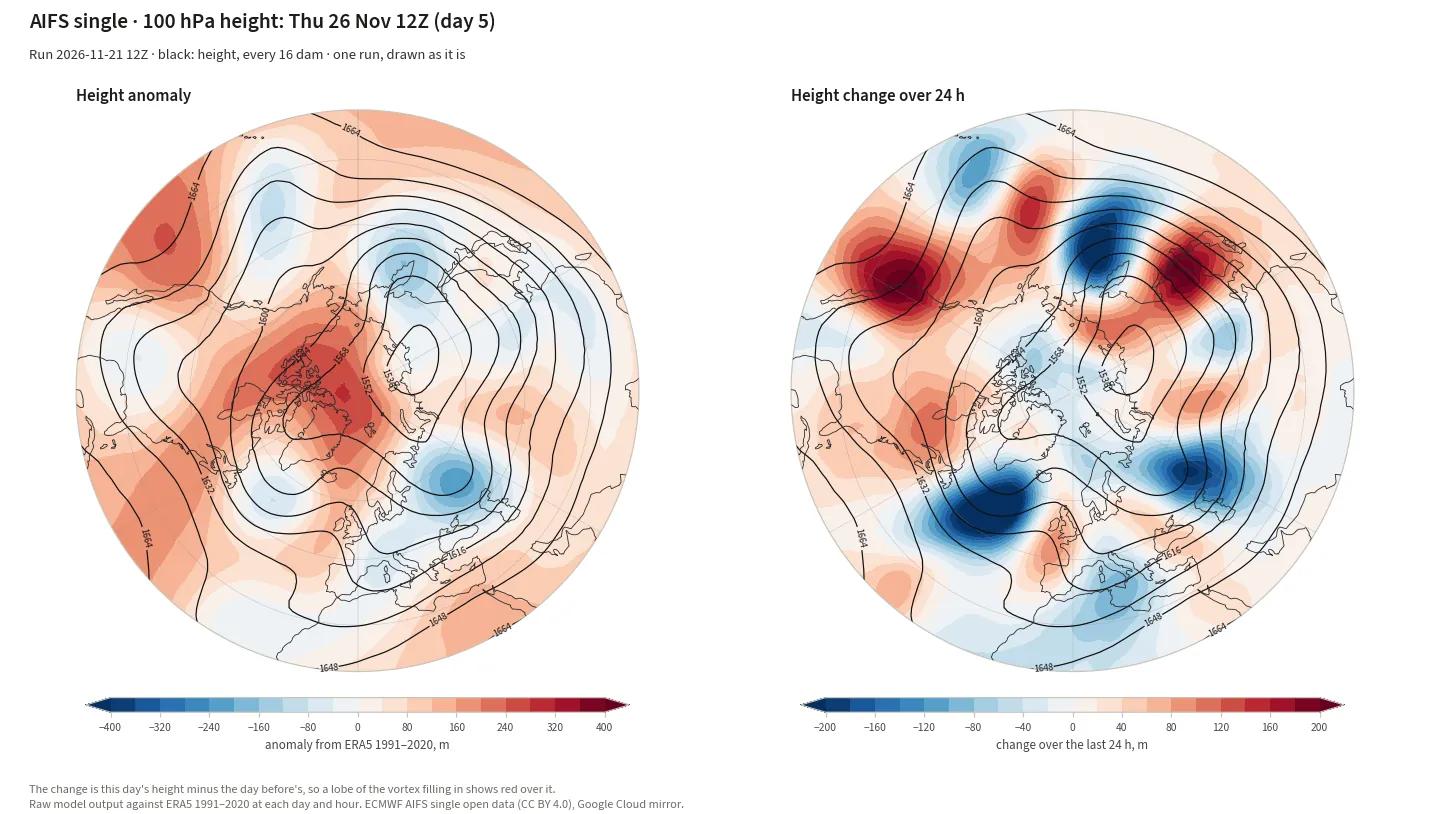 AIFS single · 100 hPa height: Thu 26 Nov 12Z (day 5)
Run 2026-11-21 12Z · black: height, every 16 dam · one run, drawn as it is
Height anomaly
Height change over 24 h
1664
1664
1600
1568
1552
1536
1632
1664
1616
1648
1664
1648
1664
1664
1600
1568
1552
1632
1664
1616
1648
1664
1648
−400 −320 −240 −160 −80 0 80 160 240 320 400
anomaly from ERA5 1991–2020, m
−200 −160 −120 −80 −40 0 40 80 120 160 200
change over the last 24 h, m
The change is this day's height minus the day before's, so a lobe of the vortex filling in shows red over it.
Raw model output against ERA5 1991–2020 at each day and hour. ECMWF AIFS single open data (CC BY 4.0), Google Cloud mirror.